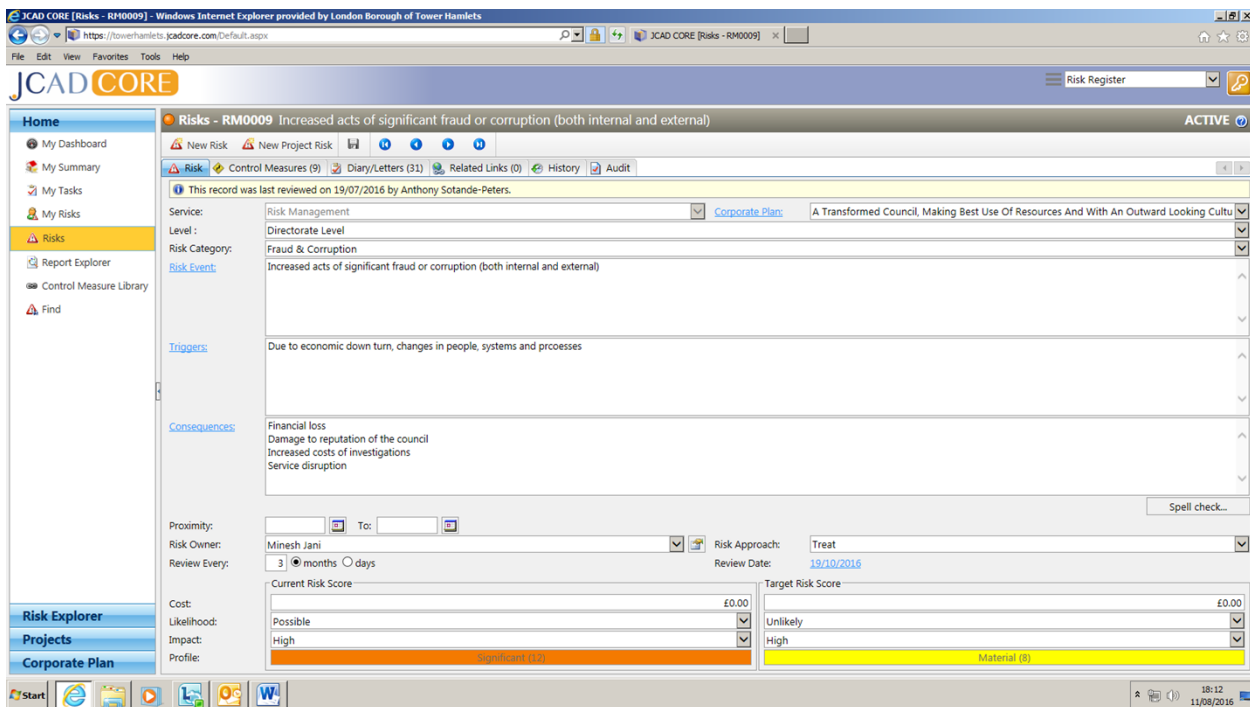 JCAD CORE [Risks - RM0009] - Windows Internet Explorer provided by London Borough of Tower Hamlets
https://towerhamlets.jcadcore.com/Default.aspx
JCAD CORE [Risks - RM0009]
File Edit View Favorites Tools Help
JCAD CORE
Risk Register
Home
My Dashboard
My Summary
My Tasks
My Risks
Risks
Report Explorer
Control Measure Library
Find
Risk Explorer
Projects
Corporate Plan
Risks - RM0009 Increased acts of significant fraud or corruption (both internal and external) ACTIVE
New Risk New Project Risk
Risk Control Measures (9) Diary/Letters (31) Related Links (0) History Audit
This record was last reviewed on 19/07/2016 by Anthony Sotande-Peters.
Service: Risk Management Corporate Plan: A Transformed Council, Making Best Use Of Resources And With An Outward Looking Cultu
Level : Directorate Level
Risk Category: Fraud & Corruption
Risk Event: Increased acts of significant fraud or corruption (both internal and external)
Triggers: Due to economic down turn, changes in people, systems and prcoesses
Consequences: Financial loss
Damage to reputation of the council
Increased costs of investigations
Service disruption
Spell check...
Proximity: To:
Risk Owner: Minesh Jani Risk Approach: Treat
Review Every: 3 months days Review Date: 19/10/2016
Current Risk Score Target Risk Score
Cost: £0.00 £0.00
Likelihood: Possible Unlikely
Impact: High High
Profile: Significant (12) Material (8)
Start
18:12
11/08/2016